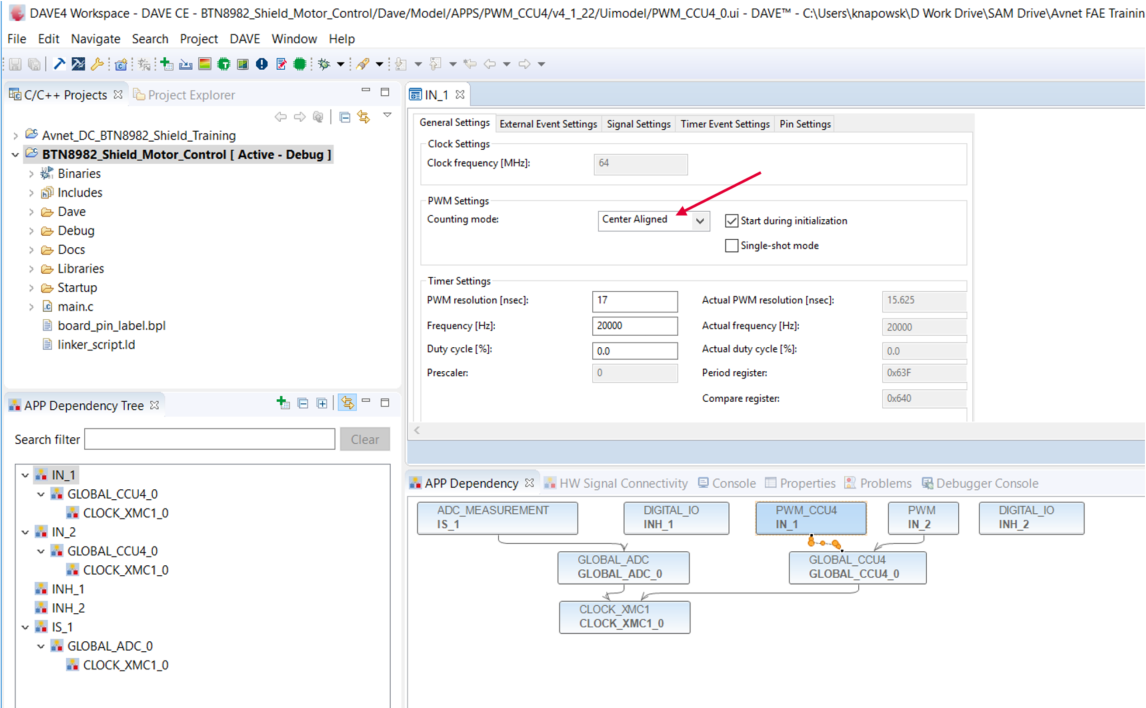 DAVE4 Workspace - DAVE CE - BTN8982_Shield_Motor_Control/Dave/Model/APPS/PWM_CCU4/v4_1_22/Uimodel/PWM_CCU4_0.ui - DAVE™ - C:\Users\knapowsk\D Work Drive\SAM Drive\Avnet FAE Trainin
File Edit Navigate Search Project DAVE Window Help
C/C++ Projects Project Explorer
Avnet_DC_BTN8982_Shield_Training
BTN8982_Shield_Motor_Control [ Active - Debug ]
Binaries
Includes
Dave
Debug
Docs
Libraries
Startup
main.c
board_pin_label.bpl
linker_script.ld
IN_1
General Settings External Event Settings Signal Settings Timer Event Settings Pin Settings
Clock Settings
Clock frequency [MHz]: 64
PWM Settings
Counting mode: Center Aligned Start during initialization
Single-shot mode
Timer Settings
PWM resolution [nsec]: 17 Actual PWM resolution [nsec]: 15.625
Frequency [Hz]: 20000 Actual frequency [Hz]: 20000
Duty cycle [%]: 0.0 Actual duty cycle [%]: 0.0
Prescaler: 0 Period register: 0x63F
Compare register: 0x640
APP Dependency Tree
Search filter Clear
IN_1
GLOBAL_CCU4_0
CLOCK_XMC1_0
IN_2
GLOBAL_CCU4_0
CLOCK_XMC1_0
INH_1
INH_2
IS_1
GLOBAL_ADC_0
CLOCK_XMC1_0
APP Dependency HW Signal Connectivity Console Properties Problems Debugger Console
ADC_MEASUREMENT DIGITAL_IO PWM_CCU4 PWM DIGITAL_IO
IS_1 INH_1 IN_1 IN_2 INH_2
GLOBAL_ADC GLOBAL_CCU4
GLOBAL_ADC_0 GLOBAL_CCU4_0
CLOCK_XMC1
CLOCK_XMC1_0